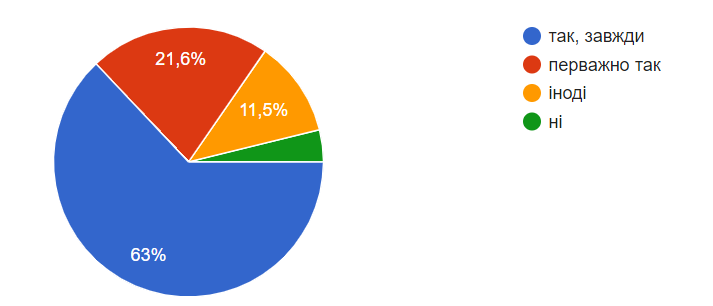 21,6%
11,5%
63%
так, завжди
перважно так
іноді
ні